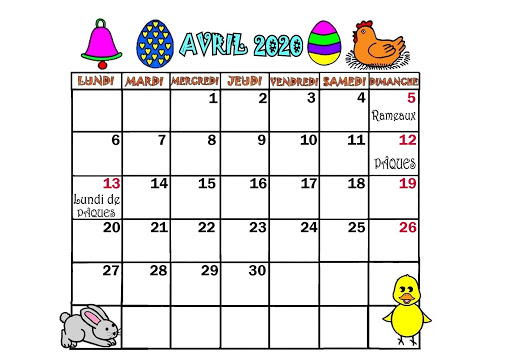 AVRIL 2020
LUNDI MARDI MERCREDI JEUDI VENDREDI SAMEDI DIMANCHE
1 2 3 4 5
Rameaux
6 7 8 9 10 11 12
PÂQUES
13 14 15 16 17 18 19
Lundi de
PÂQUES
20 21 22 23 24 25 26
27 28 29 30